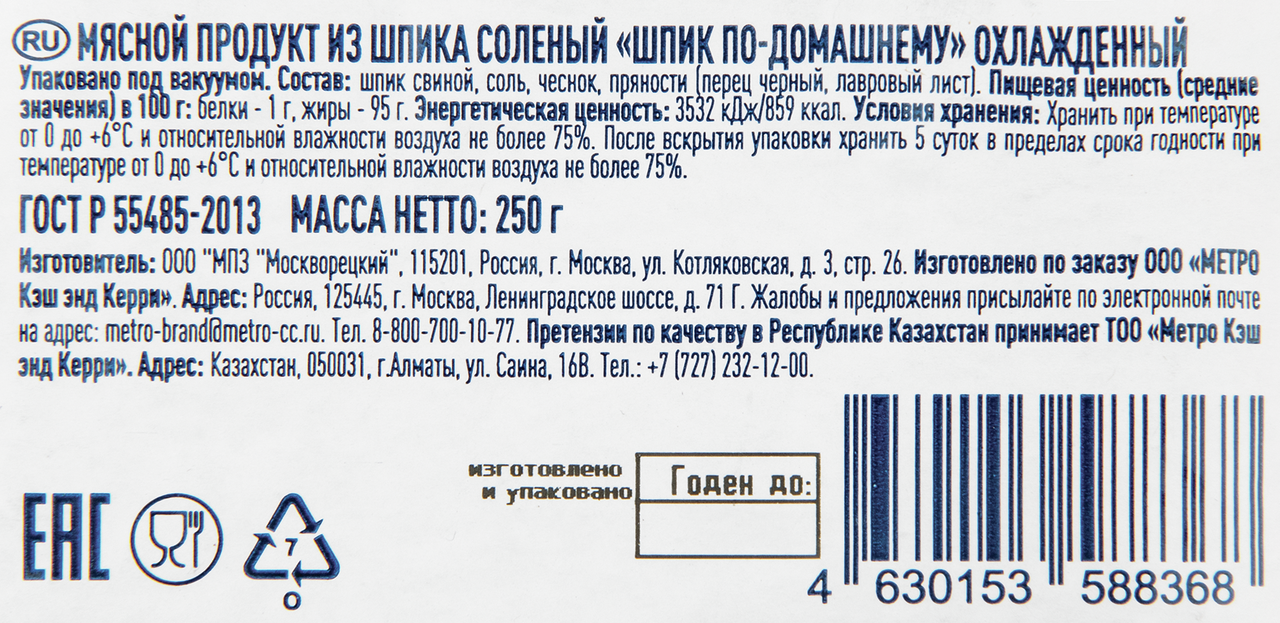 RU МЯСНОЙ ПРОДУКТ ИЗ ШПИКА СОЛЕНЫЙ «ШПИК ПО-ДОМАШНЕМУ» ОХЛАЖДЕННЫЙ
Упаковано под вакуумом. Состав: шпик свиной, соль, чеснок, пряности (перец черный, лавровый лист). Пищевая ценность (средние
значения) в 100 г: белки - 1 г, жиры - 95 г. Энергетическая ценность: 3532 кДж/859 ккал. Условия хранения: Хранить при температуре
от 0 до +6°С и относительной влажности воздуха не более 75%. После вскрытия упаковки хранить 5 суток в пределах срока годности при
температуре от 0 до +6°С и относительной влажности воздуха не более 75%.
ГОСТ Р 55485-2013 МАССА НЕТТО: 250 г
Изготовитель: ООО "МПЗ "Москворецкий", 115201, Россия, г. Москва, ул. Котляковская, д. 3, стр. 26. Изготовлено по заказу ООО «МЕТРО
Кэш энд Керри». Адрес: Россия, 125445, г. Москва, Ленинградское шоссе, д. 71 Г. Жалобы и предложения присылайте по электронной почте
на адрес: metro-brand@metro-cc.ru. Тел. 8-800-700-10-77. Претензии по качеству в Республике Казахстан принимает ТОО «Метро Кэш
энд Керри». Адрес: Казахстан, 050031, г.Алматы, ул. Саина, 16В. Тел.: +7 (727) 232-12-00.
изготовлено
и упаковано
Годен до:
EAC
7
O
4 630153 588368